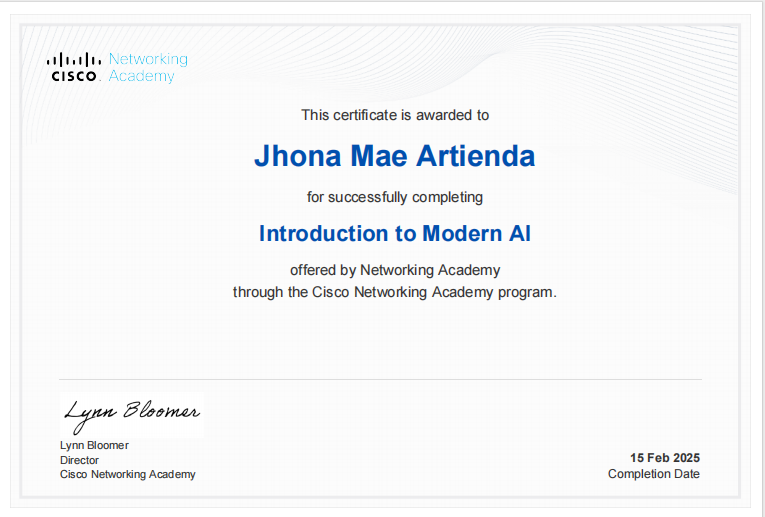 Networking
CISCO. Academy
This certificate is awarded to
Jhona Mae Artienda
for successfully completing
Introduction to Modern AI
offered by Networking Academy
through the Cisco Networking Academy program.
Lynn Bloomer
Lynn Bloomer
Director
Cisco Networking Academy
15 Feb 2025
Completion Date